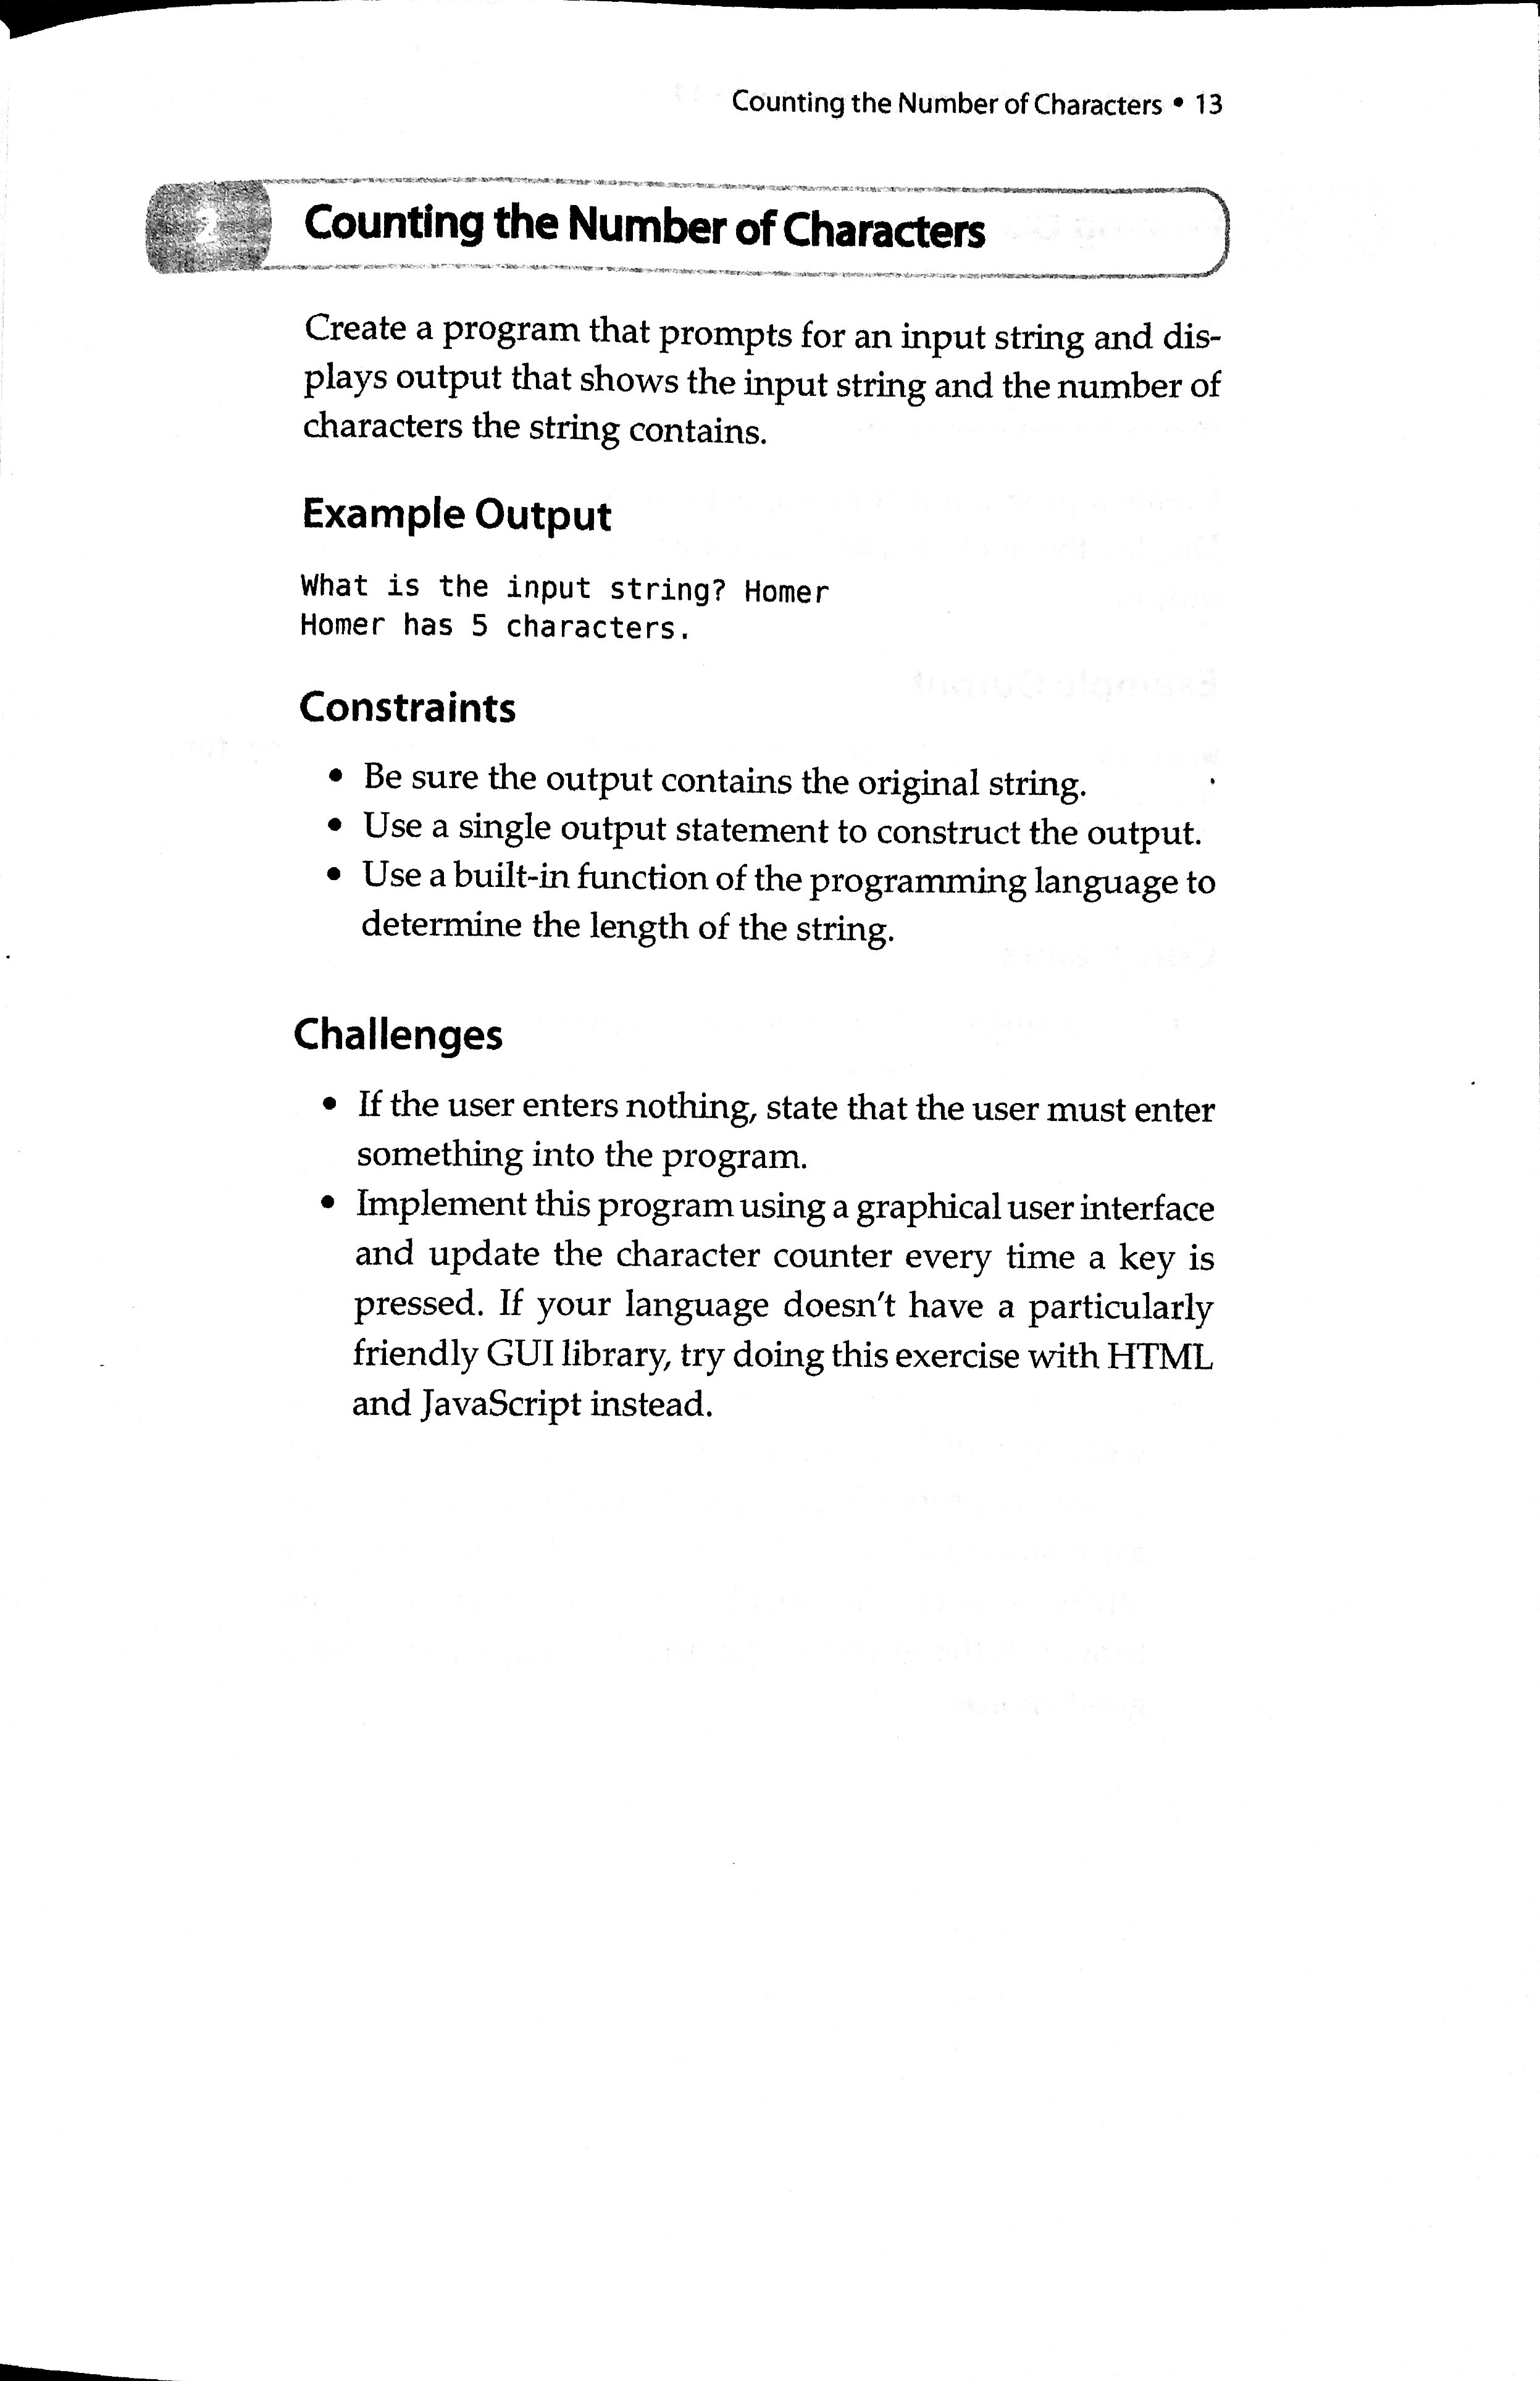 Counting the Number of Characters • 13
2 Counting the Number of Characters
Create a program that prompts for an input string and dis-
plays output that shows the input string and the number of
characters the string contains.
Example Output
What is the input string? Homer
Homer has 5 characters.
Constraints
• Be sure the output contains the original string.
• Use a single output statement to construct the output.
• Use a built-in function of the programming language to
determine the length of the string.
Challenges
• If the user enters nothing, state that the user must enter
something into the program.
• Implement this program using a graphical user interface
and update the character counter every time a key is
pressed. If your language doesn't have a particularly
friendly GUI library, try doing this exercise with HTML
and JavaScript instead.